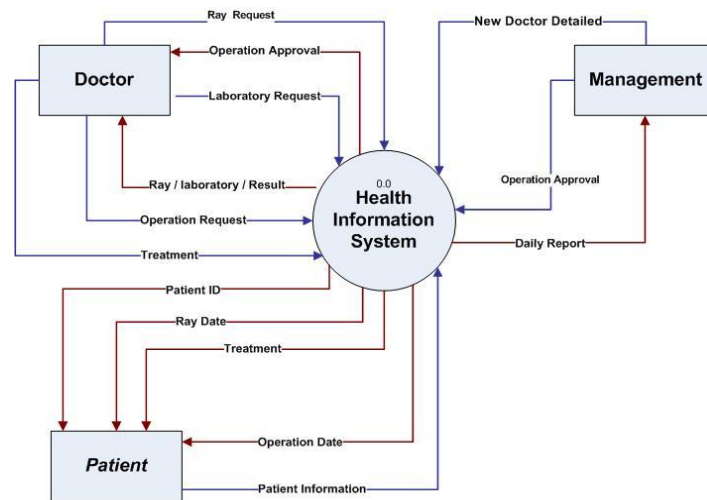 Ray Request
New Doctor Detailed
Operation Approval
Doctor
Management
Laboratory Request
0.0
Health
Information
System
Ray / laboratory / Result
Operation Approval
Operation Request
Daily Report
Treatment
Patient ID
Ray Date
Treatment
Operation Date
Patient
Patient Information